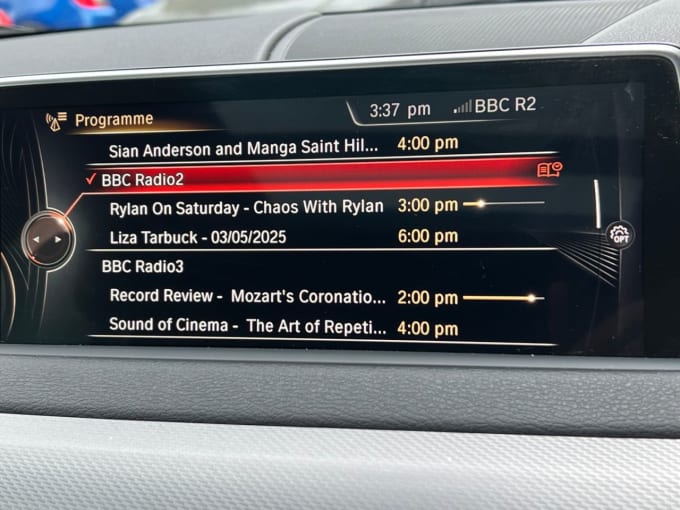 Programme
3:37 pm BBC R2
Sian Anderson and Manga Saint Hil... 4:00 pm
BBC Radio2
Rylan On Saturday - Chaos With Rylan 3:00 pm
Liza Tarbuck - 03/05/2025 6:00 pm
OPT
BBC Radio3
Record Review - Mozart's Coronatio... 2:00 pm
Sound of Cinema - The Art of Repeti... 4:00 pm